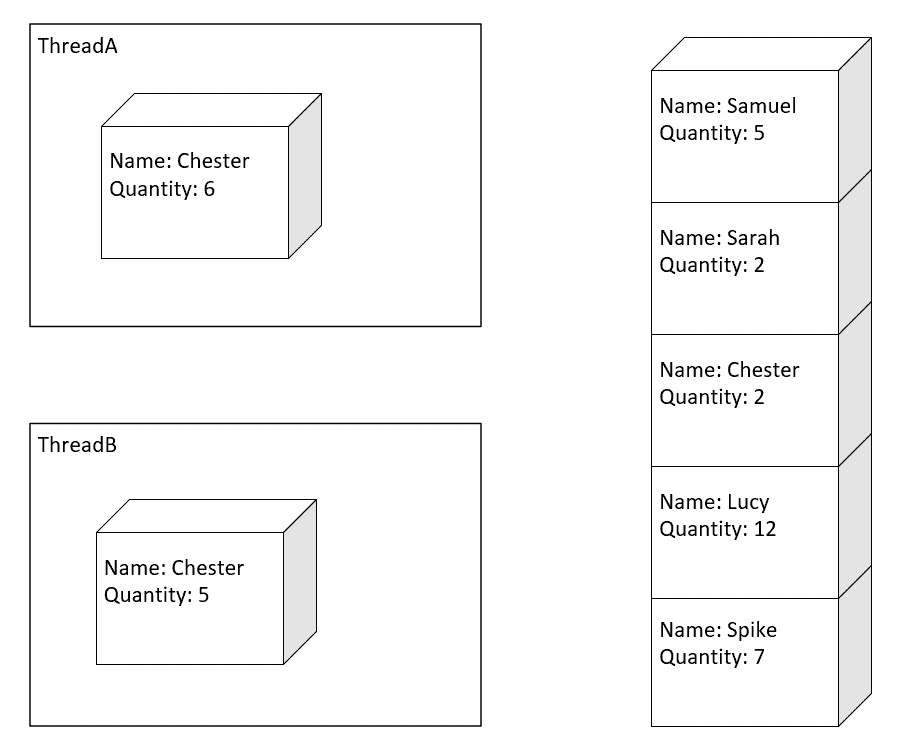 ThreadA
Name: Chester
Quantity: 6
ThreadB
Name: Chester
Quantity: 5
Name: Samuel
Quantity: 5
Name: Sarah
Quantity: 2
Name: Chester
Quantity: 2
Name: Lucy
Quantity: 12
Name: Spike
Quantity: 7